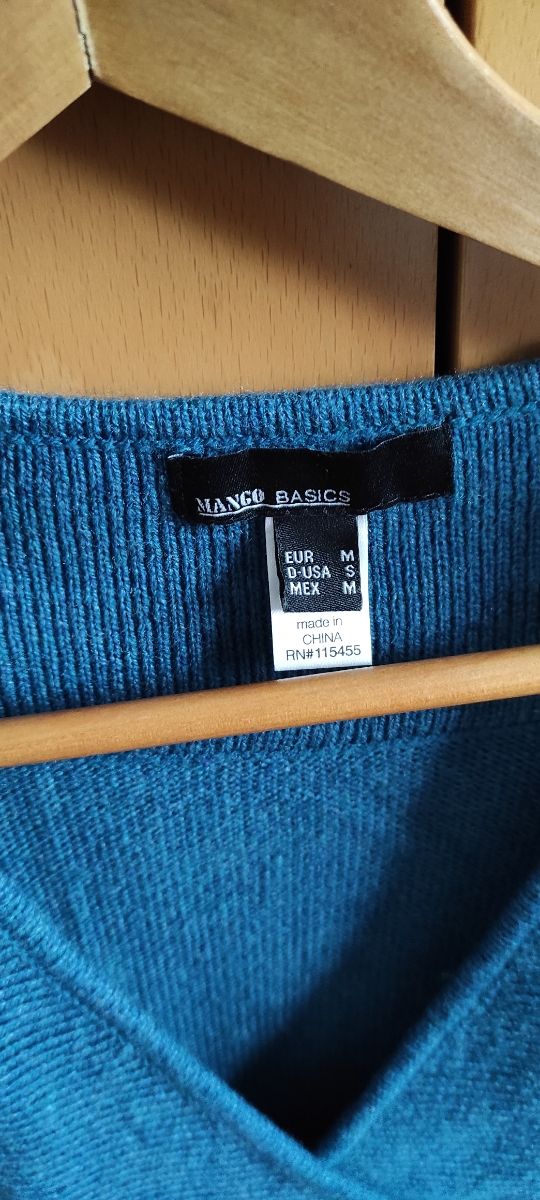 MANGO BASICS
EUR M
D-USA S
MEX M
made in
CHINA
RN#115455